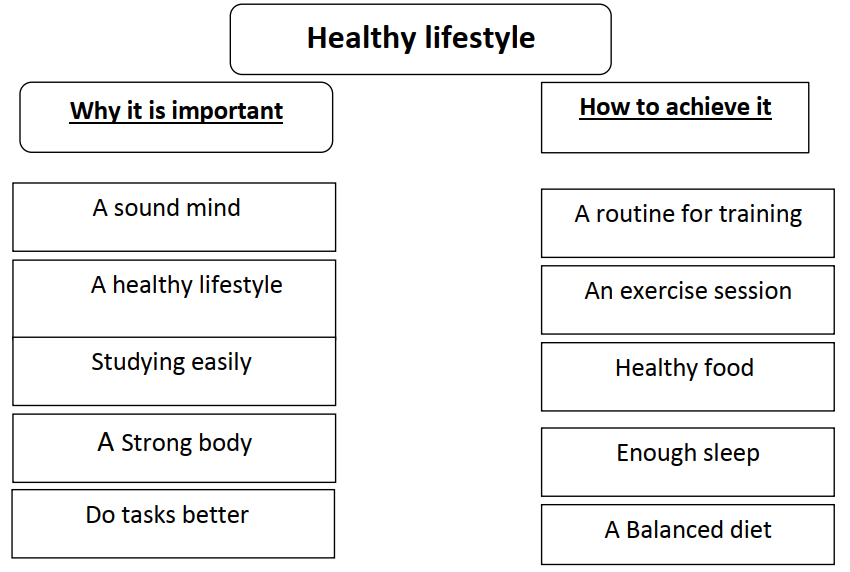 Healthy lifestyle
Why it is important
A sound mind
A healthy lifestyle
Studying easily
A Strong body
Do tasks better
How to achieve it
A routine for training
An exercise session
Healthy food
Enough sleep
A Balanced diet